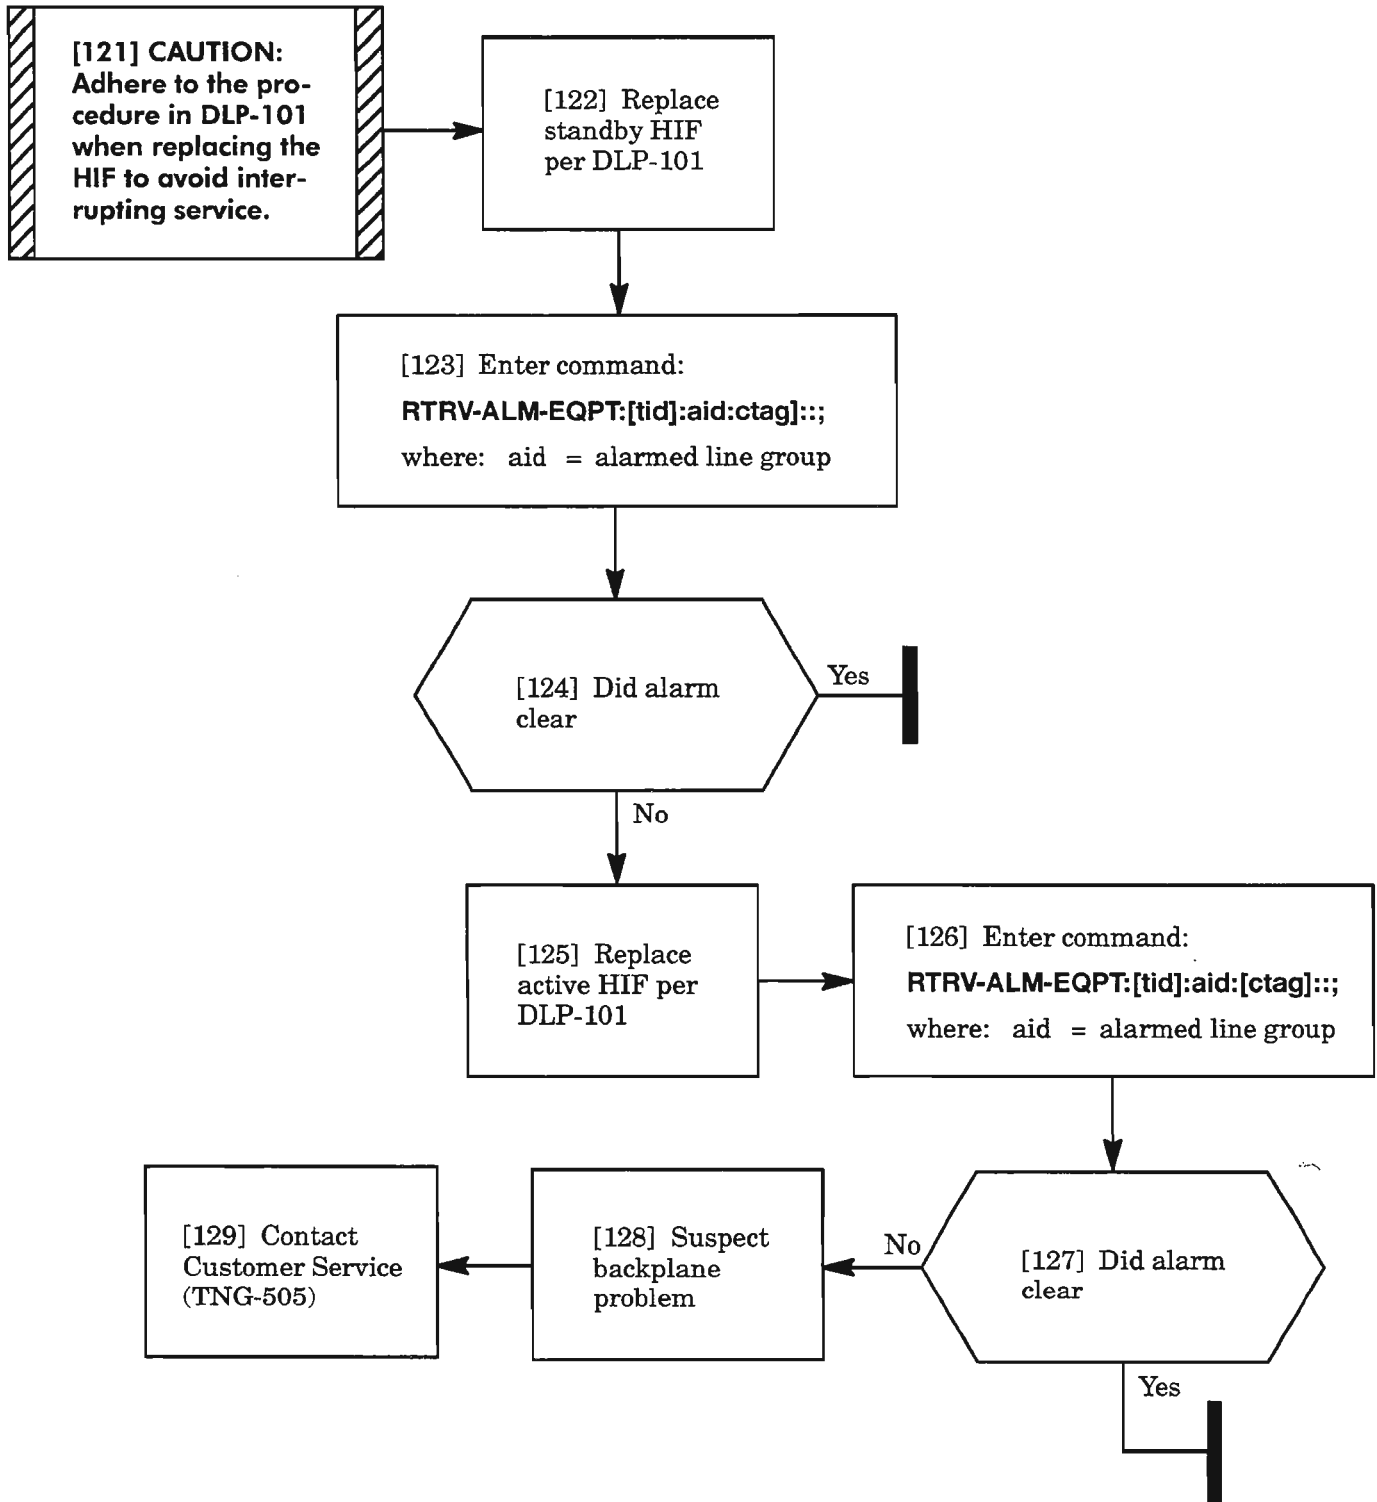 [121] CAUTION:
Adhere to the pro-
cedure in DLP-101
when replacing the
HIF to avoid inter-
rupting service.
[122] Replace
standby HIF
per DLP-101
[123] Enter command:
RTRV-ALM-EQPT:[tid]:aid:ctag]::;
where: aid = alarmed line group
[124] Did alarm
clear
Yes
No
[125] Replace
active HIF per
DLP-101
[126] Enter command:
RTRV-ALM-EQPT:[tid]:aid:[ctag]::;
where: aid = alarmed line group
[127] Did alarm
clear
No
Yes
[128] Suspect
backplane
problem
[129] Contact
Customer Service
(TNG-505)